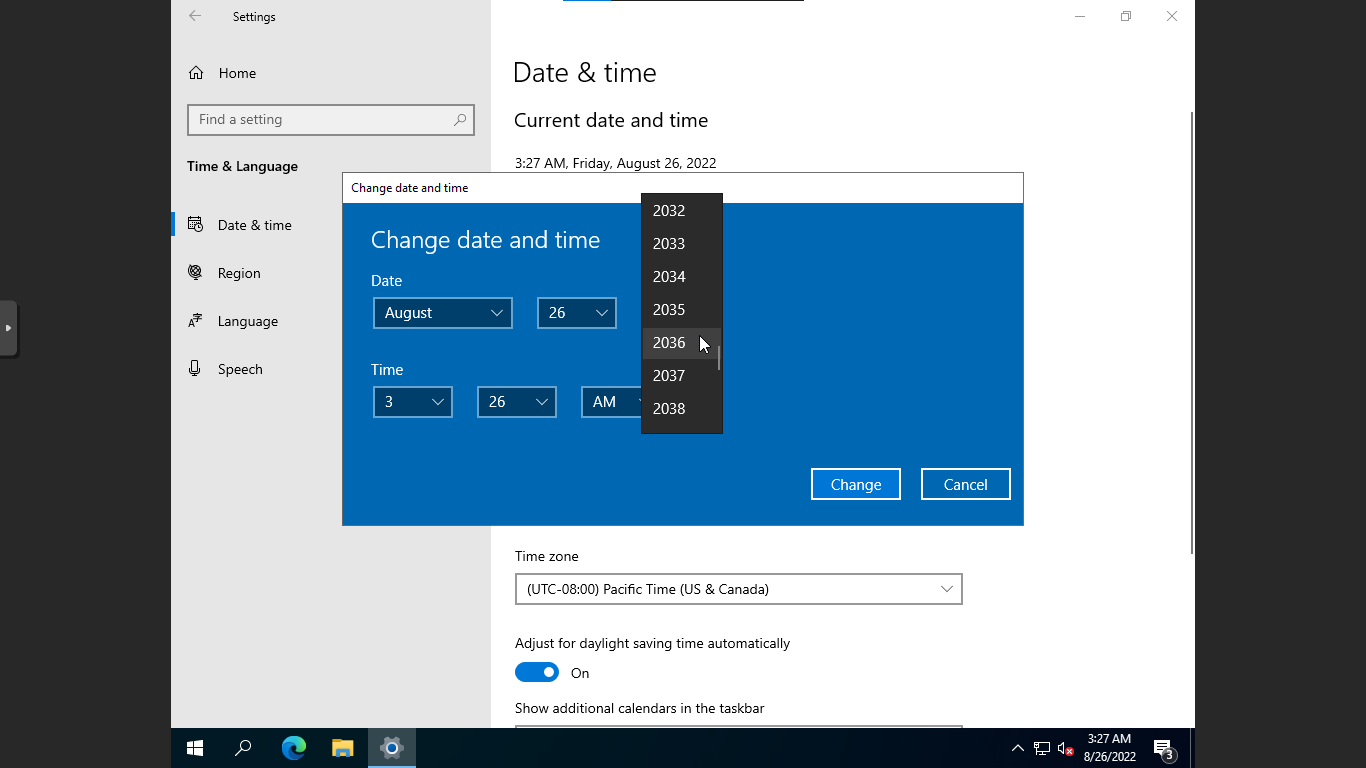 Settings
Home
Find a setting
Time & Language
Date & time
Region
Language
Speech
Date & time
Current date and time
3:27 AM, Friday, August 26, 2022
Change date and time
Change date and time
Date
August
26
Time
3
26
AM
2032
2033
2034
2035
2036
2037
2038
Change
Cancel
Time zone
(UTC-08:00) Pacific Time (US & Canada)
Adjust for daylight saving time automatically
On
Show additional calendars in the taskbar
3:27 AM
8/26/2022
3